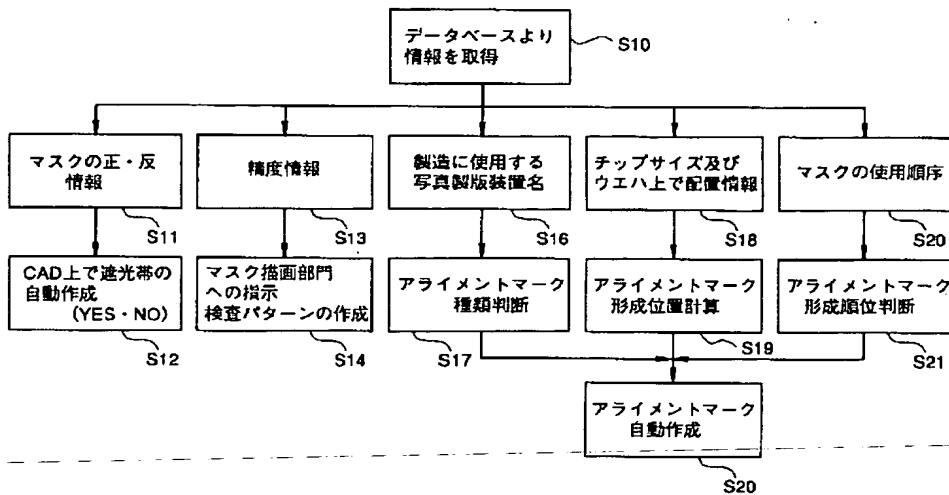 データベースより
情報を取得
S10
マスクの正・反
情報
S11
精度情報
S13
製造に使用する
写真製版装置名
S16
チップサイズ及び
ウエハ上で配置情報
S18
マスクの使用順序
S20
CAD上で遮光帯の
自動作成
(YES・NO)
S12
マスク描画部門
への指示
検査パターンの作成
S14
アライメントマーク
種類判断
S17
アライメントマーク
形成位置計算
S19
アライメントマーク
形成順位判断
S21
アライメントマーク
自動作成
S20